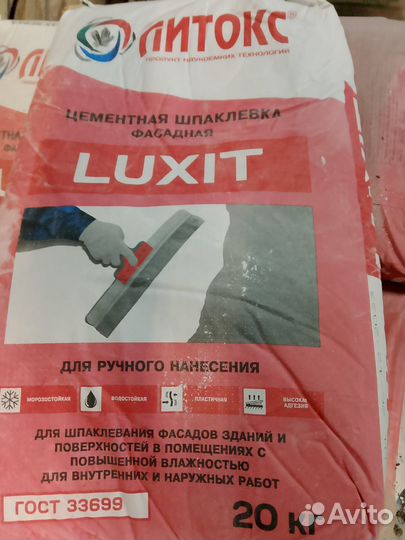 ЛИТОКС®
ПРОДУКТ НАУКОЕМКИХ ТЕХНОЛОГИЙ
ЦЕМЕНТНАЯ ШПАКЛЕВКА
ФАСАДНАЯ
LUXIT
ДЛЯ РУЧНОГО НАНЕСЕНИЯ
МОРОЗОСТОЙКАЯ
ВОДОСТОЙКАЯ
ПЛАСТИЧНАЯ
ВЫСОКАЯ
АДГЕЗИЯ
ДЛЯ ШПАКЛЕВАНИЯ ФАСАДОВ ЗДАНИЙ И
ПОВЕРХНОСТЕЙ В ПОМЕЩЕНИЯХ С
ПОВЫШЕННОЙ ВЛАЖНОСТЬЮ
ДЛЯ ВНУТРЕННИХ И НАРУЖНЫХ РАБОТ
ГОСТ 33699
20 кг
Avito